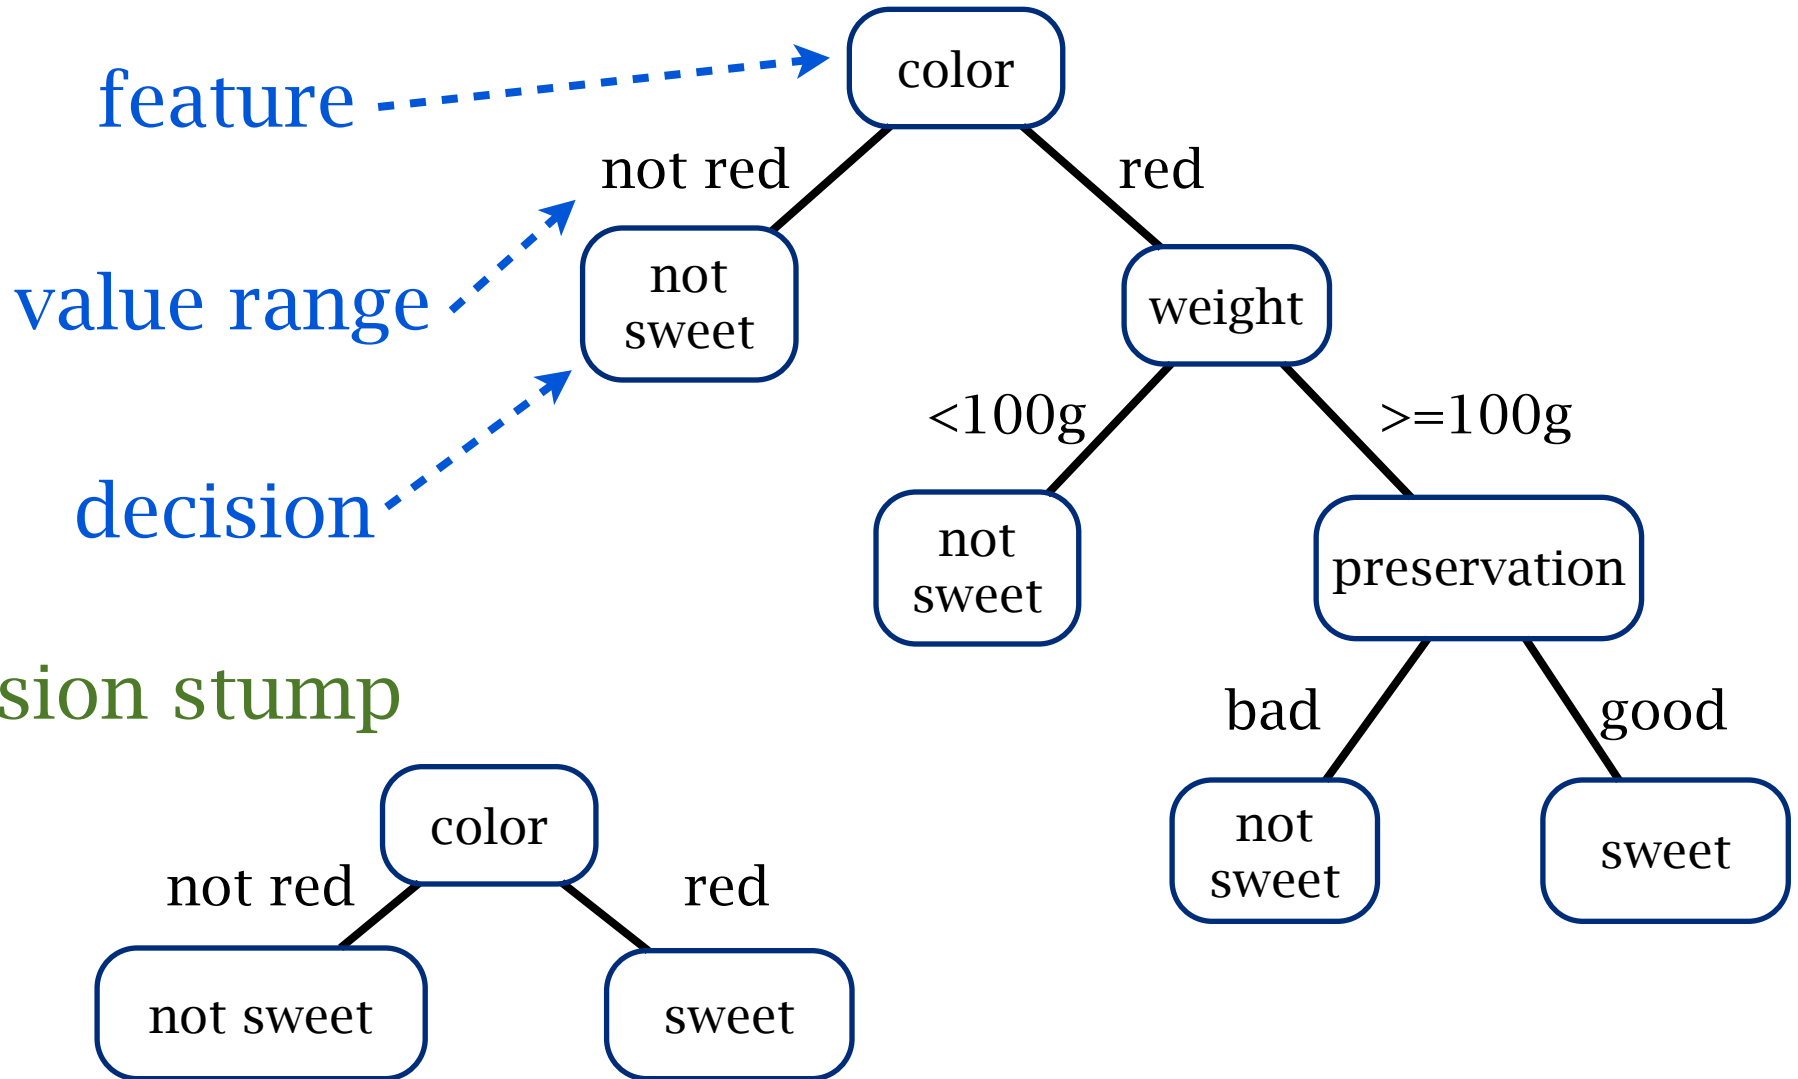 color
feature
not red
red
value range
not
sweet
weight
<100g
>=100g
decision
not
sweet
preservation
sion stump
bad
good
color
not
sweet
sweet
not red
red
not sweet
sweet